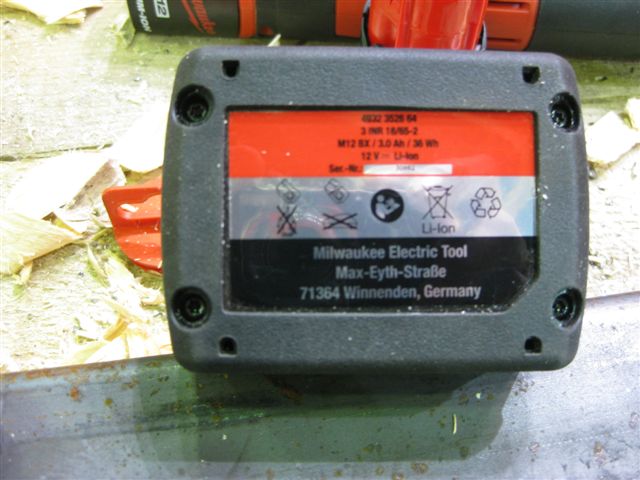 M12
4932 3526 64
3 INR 18/65-2
M12 BX / 3.0 Ah / 36 Wh
12 V Li-Ion
Ser.-Nr.:
Li-Ion
Milwaukee Electric Tool
Max-Eyth-Straße
71364 Winnenden, Germany